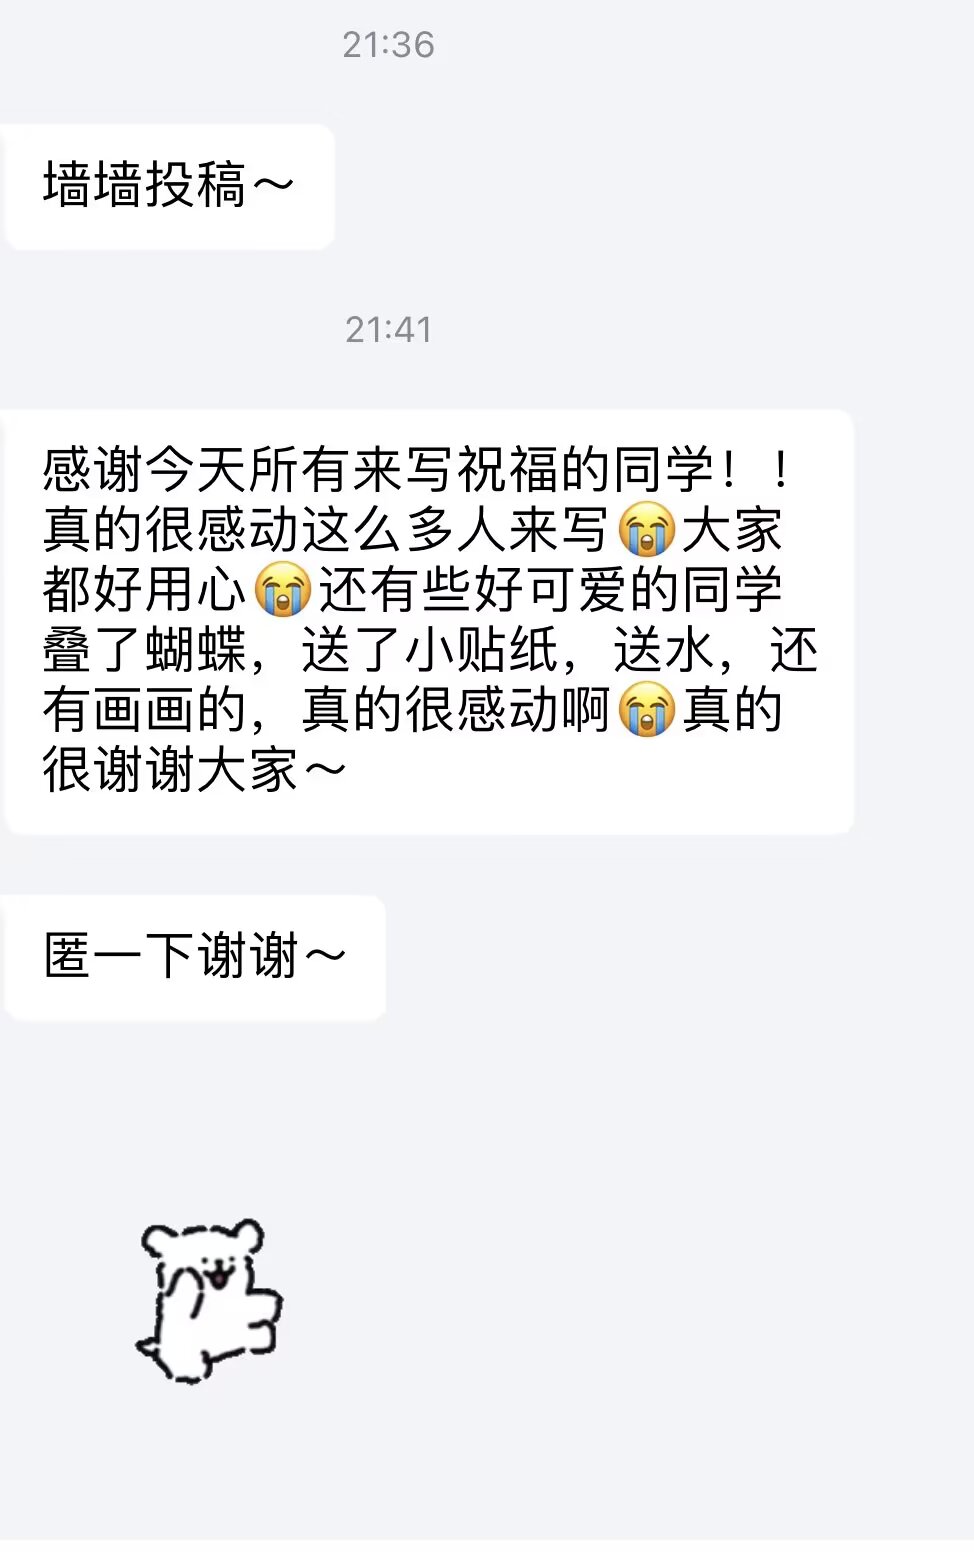 21:36
墙墙投稿～
21:41
感谢今天所有来写祝福的同学！！
真的很感动这么多人来写😭大家
都好用心😭还有些好可爱的同学
叠了蝴蝶，送了小贴纸，送水，还
有画画的，真的很感动啊😭真的
很谢谢大家～
匿一下谢谢～